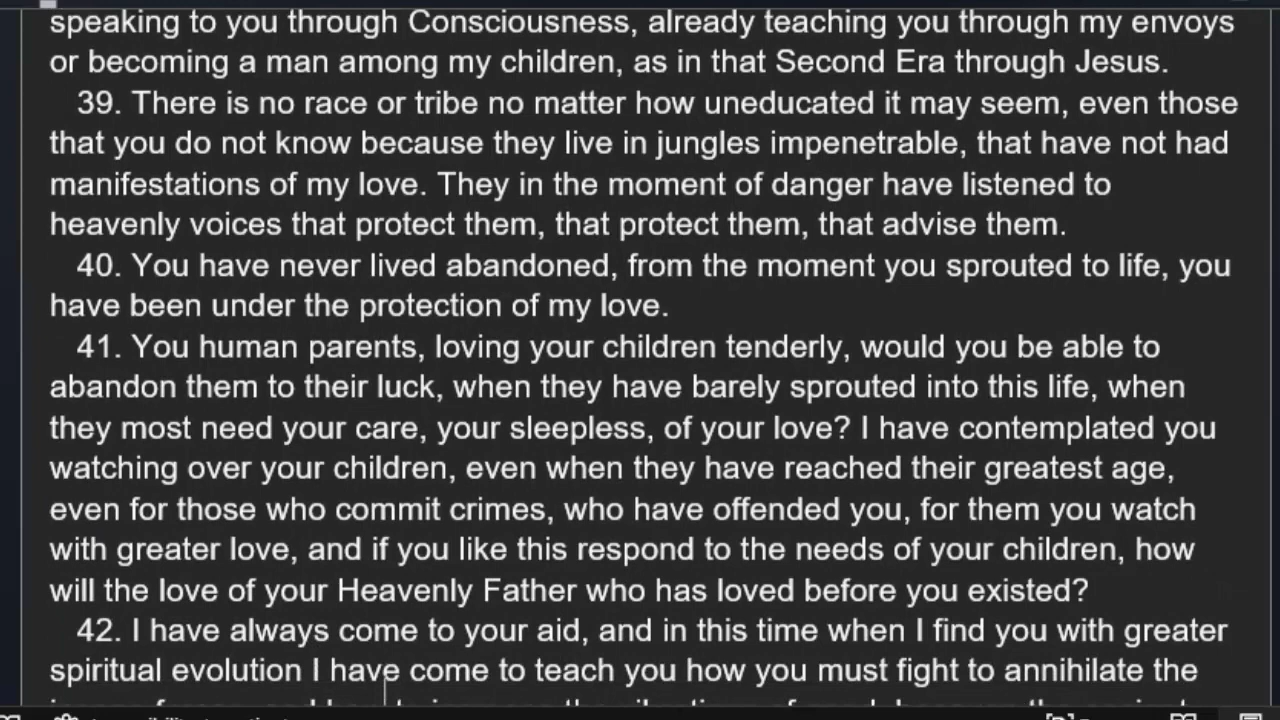 speaking to you through Consciousness, already teaching you through my envoys
or becoming a man among my children, as in that Second Era through Jesus.
39. There is no race or tribe no matter how uneducated it may seem, even those
that you do not know because they live in jungles impenetrable, that have not had
manifestations of my love. They in the moment of danger have listened to
heavenly voices that protect them, that protect them, that advise them.
40. You have never lived abandoned, from the moment you sprouted to life, you
have been under the protection of my love.
41. You human parents, loving your children tenderly, would you be able to
abandon them to their luck, when they have barely sprouted into this life, when
they most need your care, your sleepless, of your love? I have contemplated you
watching over your children, even when they have reached their greatest age,
even for those who commit crimes, who have offended you, for them you watch
with greater love, and if you like this respond to the needs of your children, how
will the love of your Heavenly Father who has loved before you existed?
42. I have always come to your aid, and in this time when I find you with greater
spiritual evolution I have come to teach you how you must fight to annihilate the